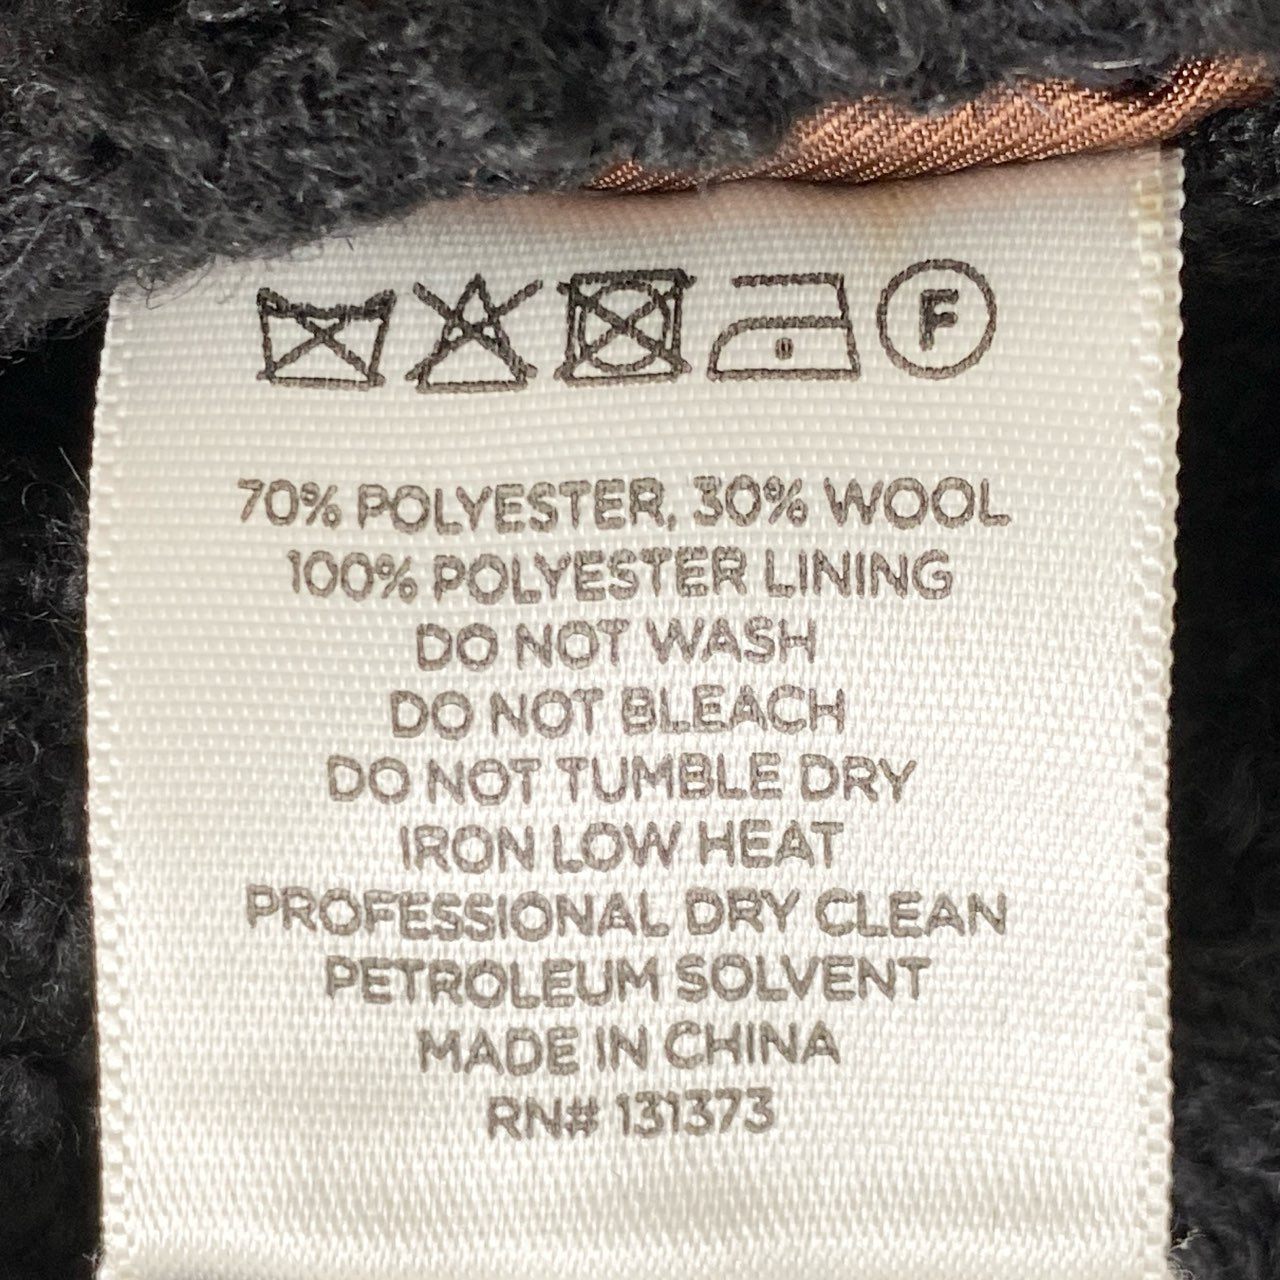 F
70% POLYESTER, 30% WOOL
100% POLYESTER LINING
DO NOT WASH
DO NOT BLEACH
DO NOT TUMBLE DRY
IRON LOW HEAT
PROFESSIONAL DRY CLEAN
PETROLEUM SOLVENT
MADE IN CHINA
RN# 131373